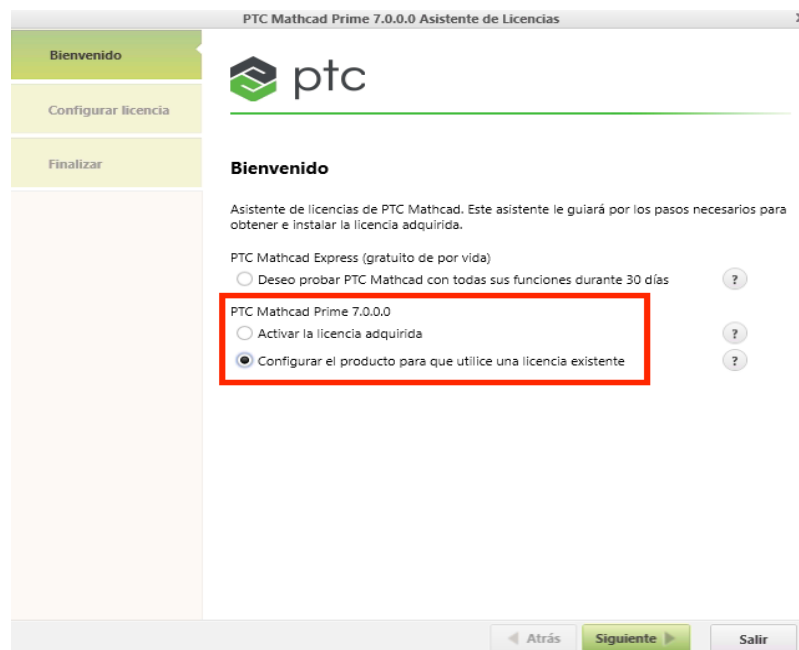 PTC Mathcad Prime 7.0.0.0 Asistente de Licencias
Bienvenido
Configurar licencia
Finalizar
ptc
Bienvenido
Asistente de licencias de PTC Mathcad. Este asistente le guiará por los pasos necesarios para
obtener e instalar la licencia adquirida.
PTC Mathcad Express (gratuito de por vida)
Deseo probar PTC Mathcad con todas sus funciones durante 30 días
?
PTC Mathcad Prime 7.0.0.0
Activar la licencia adquirida
?
Configurar el producto para que utilice una licencia existente
?
Atrás
Siguiente
Salir